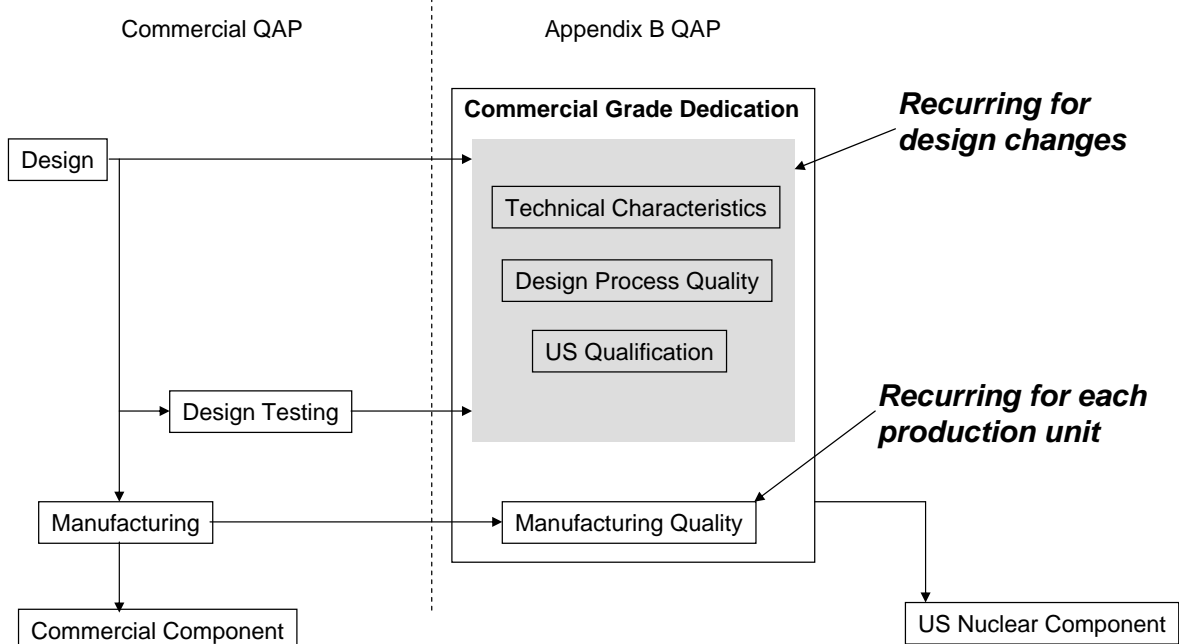 Commercial QAP
Appendix B QAP
Commercial Grade Dedication
Recurring for
design changes
Design
Technical Characteristics
Design Process Quality
US Qualification
Design Testing
Recurring for each
production unit
Manufacturing
Manufacturing Quality
Commercial Component
US Nuclear Component